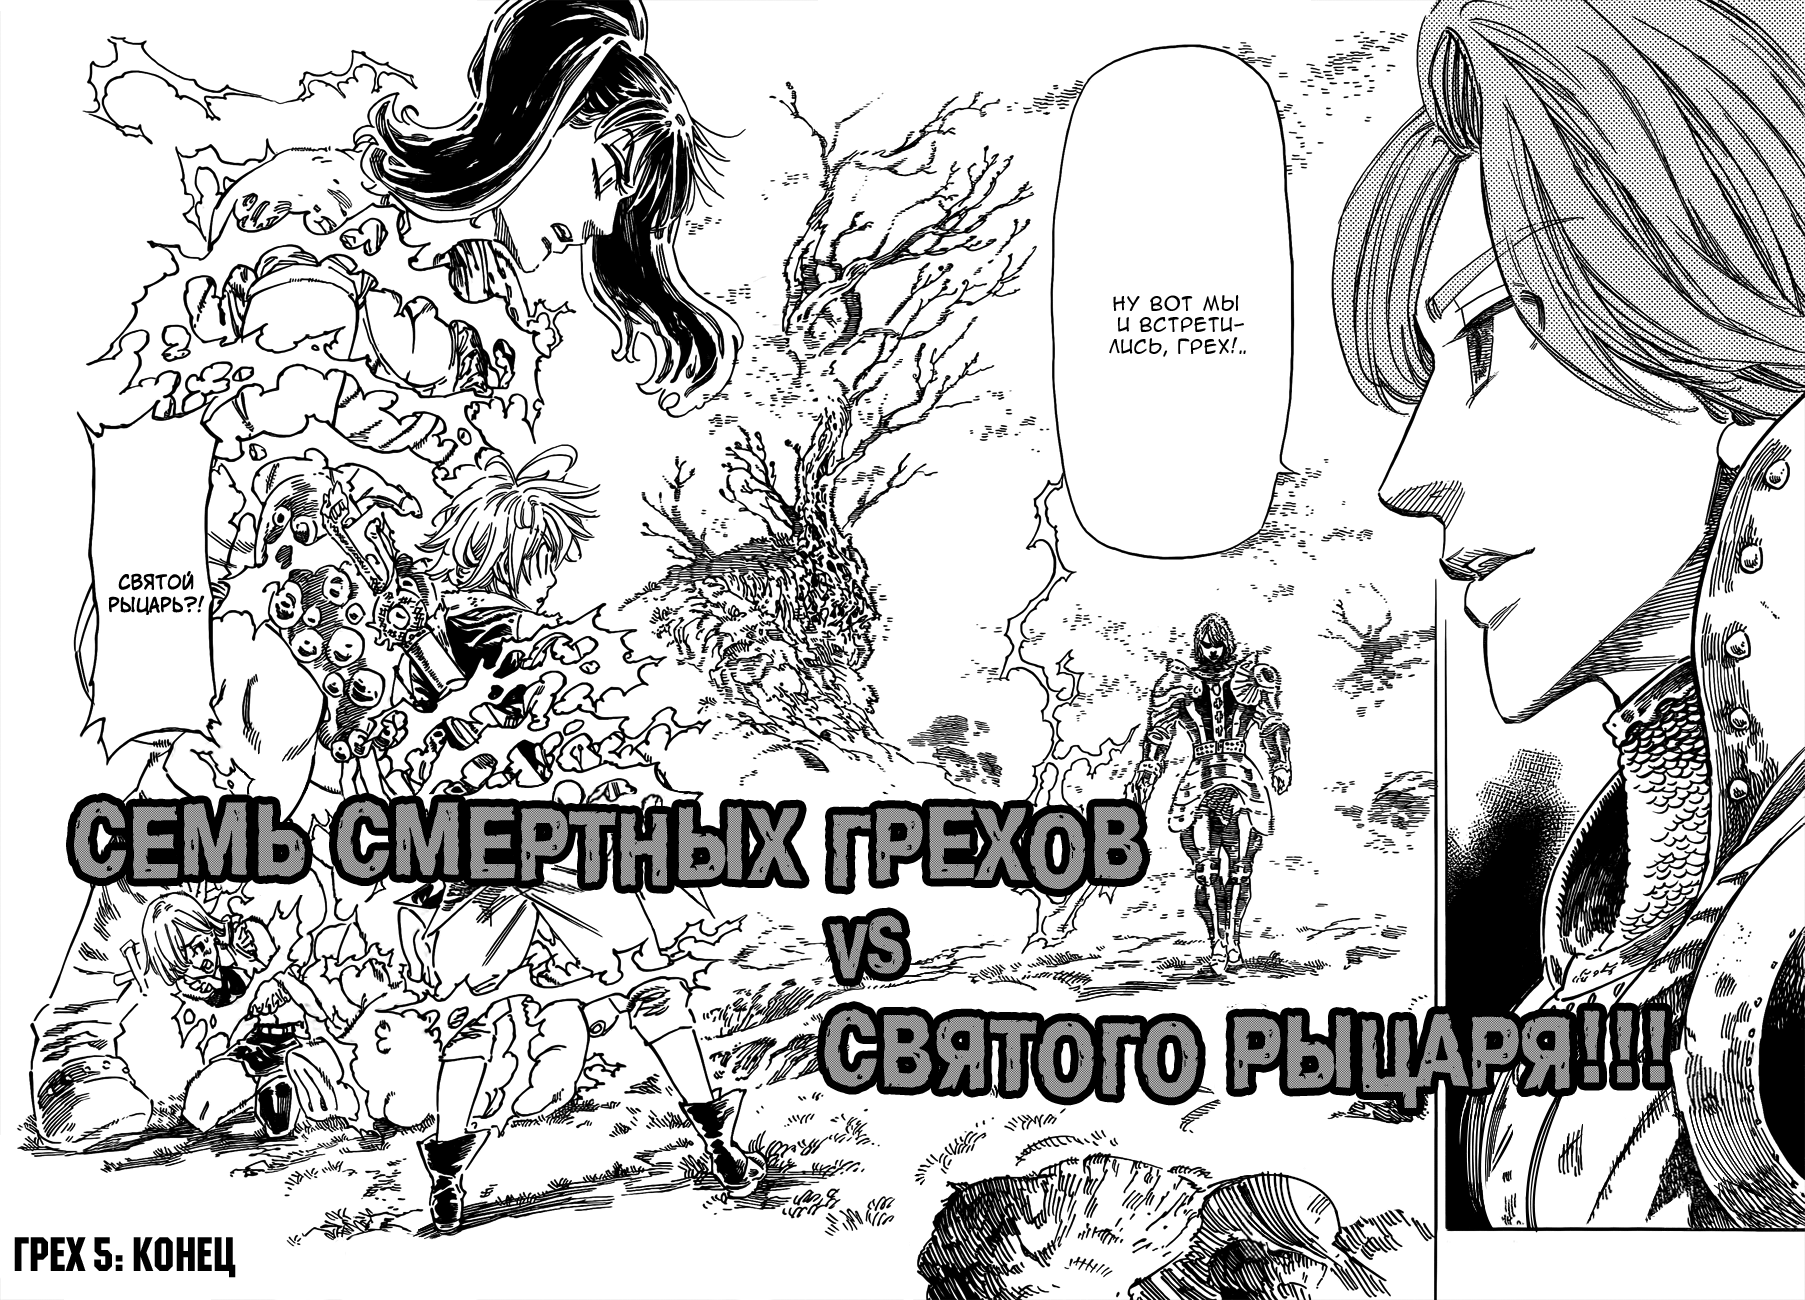 НУ ВОТ МЫ
И ВСТРЕТИ-
ЛИСЬ, ГРЕХ!..
СВЯТОЙ
РЫЦАРЬ?!
СЕМЬ СМЕРТНЫХ ГРЕХОВ
VS
СВЯТОГО РЫЦАРЯ!!!
ГРЕХ 5: КОНЕЦ